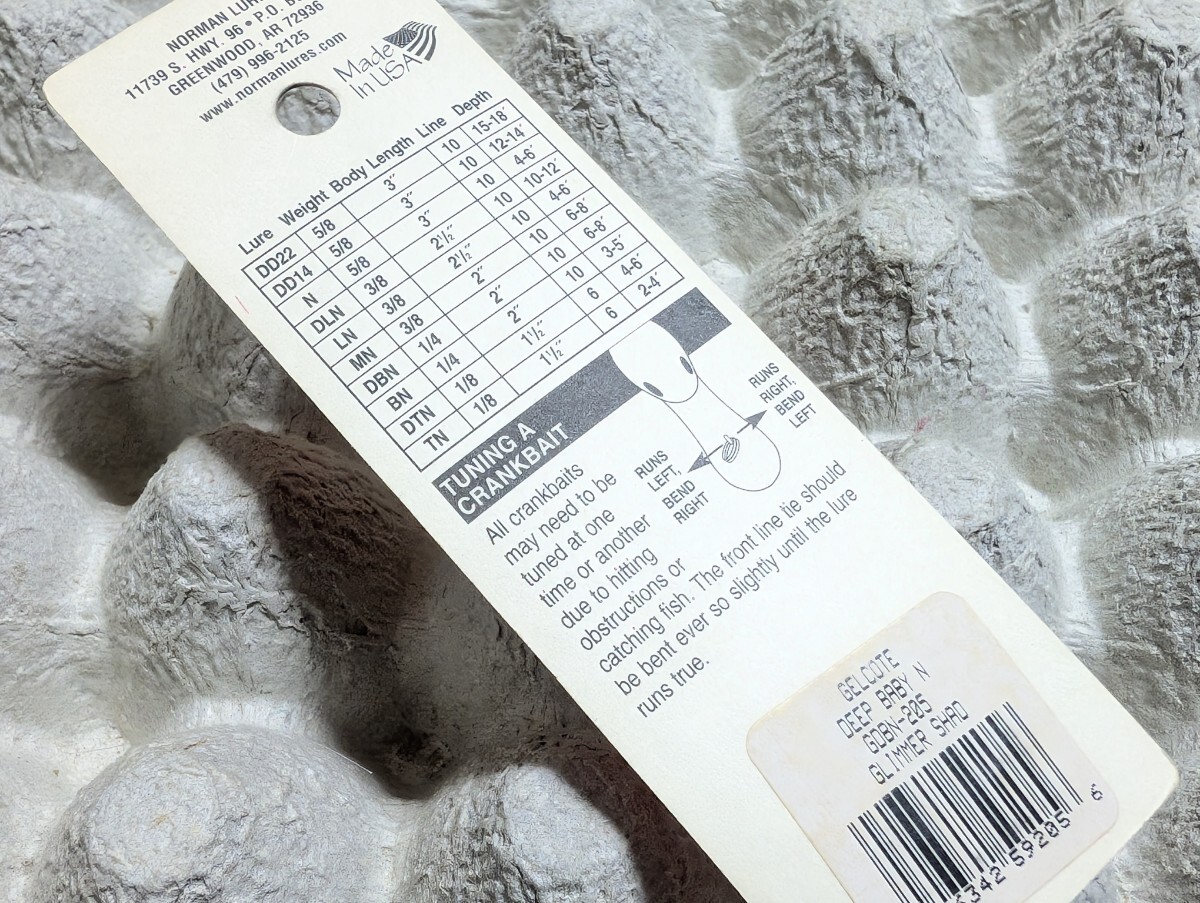 NORMAN
11739 S. HWY. 96 • P.O.
GREENWOOD, AR 72936
(479) 996-2125
www.normanlures.com
Made
In USA
Lure Weight Body Length Line Depth
DD22 5/8 3″ 10 15-18′
DD14 5/8 3″ 10 12-14′
N 5/8 3″ 10 4-6′
DLN 3/8 2½″ 10 10-12′
LN 3/8 2½″ 10 4-6′
MN 3/8 2″ 10 6-8′
DBN 1/4 2″ 10 6-8′
BN 1/4 2″ 10 3-5′
DTN 1/8 1½″ 6 4-6′
TN 1/8 1½″ 6 2-4′
TUNING A
CRANKBAIT
RUNS
LEFT,
BEND
RIGHT
RUNS
RIGHT,
BEND
LEFT
All crankbaits
may need to be
tuned at one
time or another
due to hitting
obstructions or
catching fish. The front line tie should
be bent ever so slightly until the lure
runs true.
GELCOTE
DEEP BABY N
GDBN-205
GLIMMER SHAD
342 59205 6